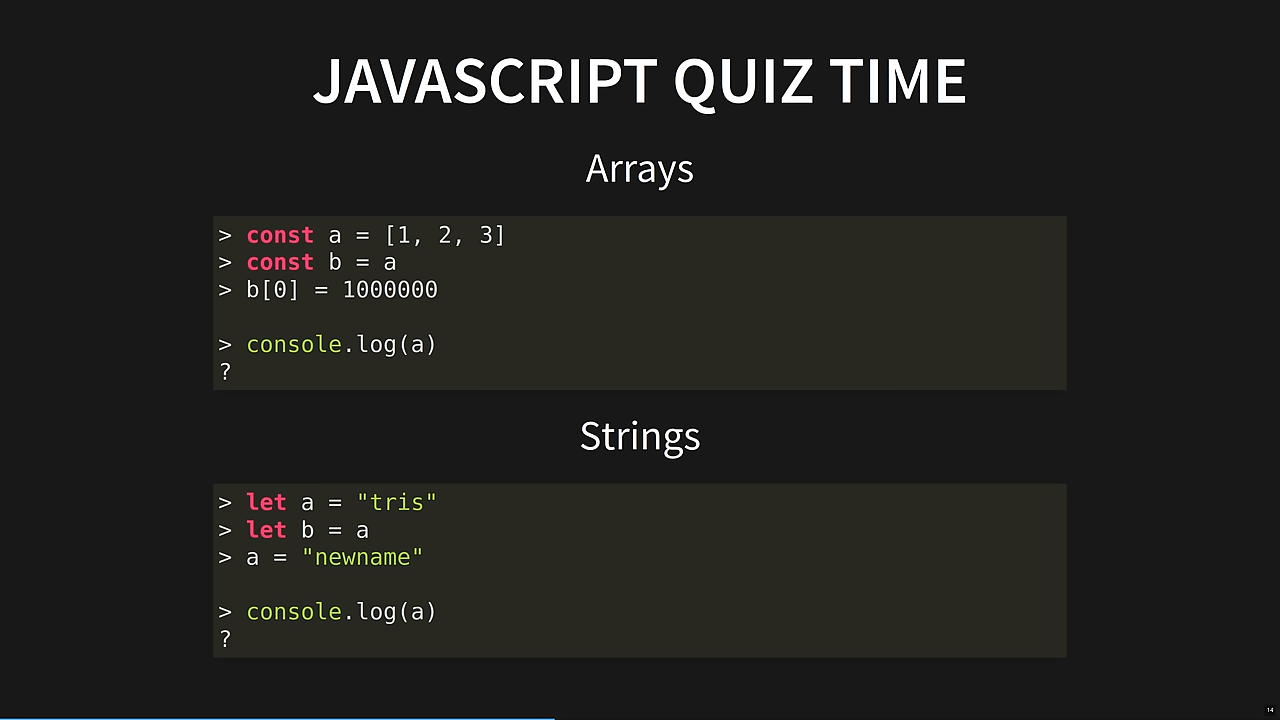 JAVASCRIPT QUIZ TIME
Arrays
> const a = [1, 2, 3]
> const b = a
> b[0] = 1000000
> console.log(a)
?
Strings
> let a = "tris"
> let b = a
> a = "newname"
> console.log(a)
?
14